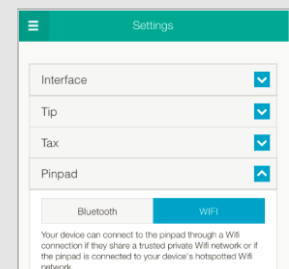 Settings
Interface
Tip
Tax
Pinpad
Bluetooth
WIFI
Your device can connect to the pinpad through a Wifi
connection if they share a trusted private Wifi network or if
the pinpad is connected to your device's hotspotted Wifi
network.